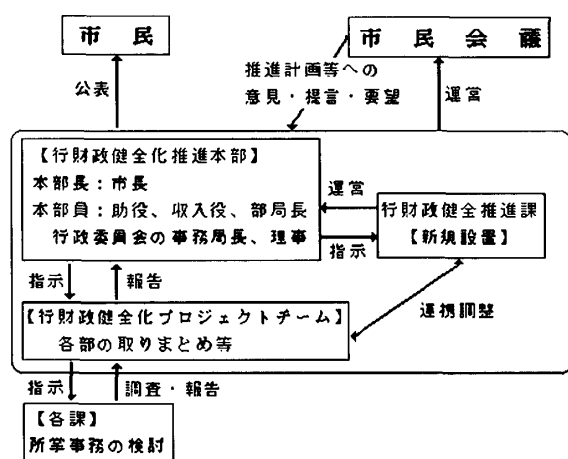 市民
市民会議
公表
推進計画等への
意見・提言・要望
運営
【行財政健全化推進本部】
本部長：市長
本部員：助役、収入役、部局長
行政委員会の事務局長、理事
運営
指示
行財政健全推進課
【新規設置】
指示
報告
連携調整
【行財政健全化プロジェクトチーム】
各部の取りまとめ等
指示
調査・報告
【各課】
所掌事務の検討